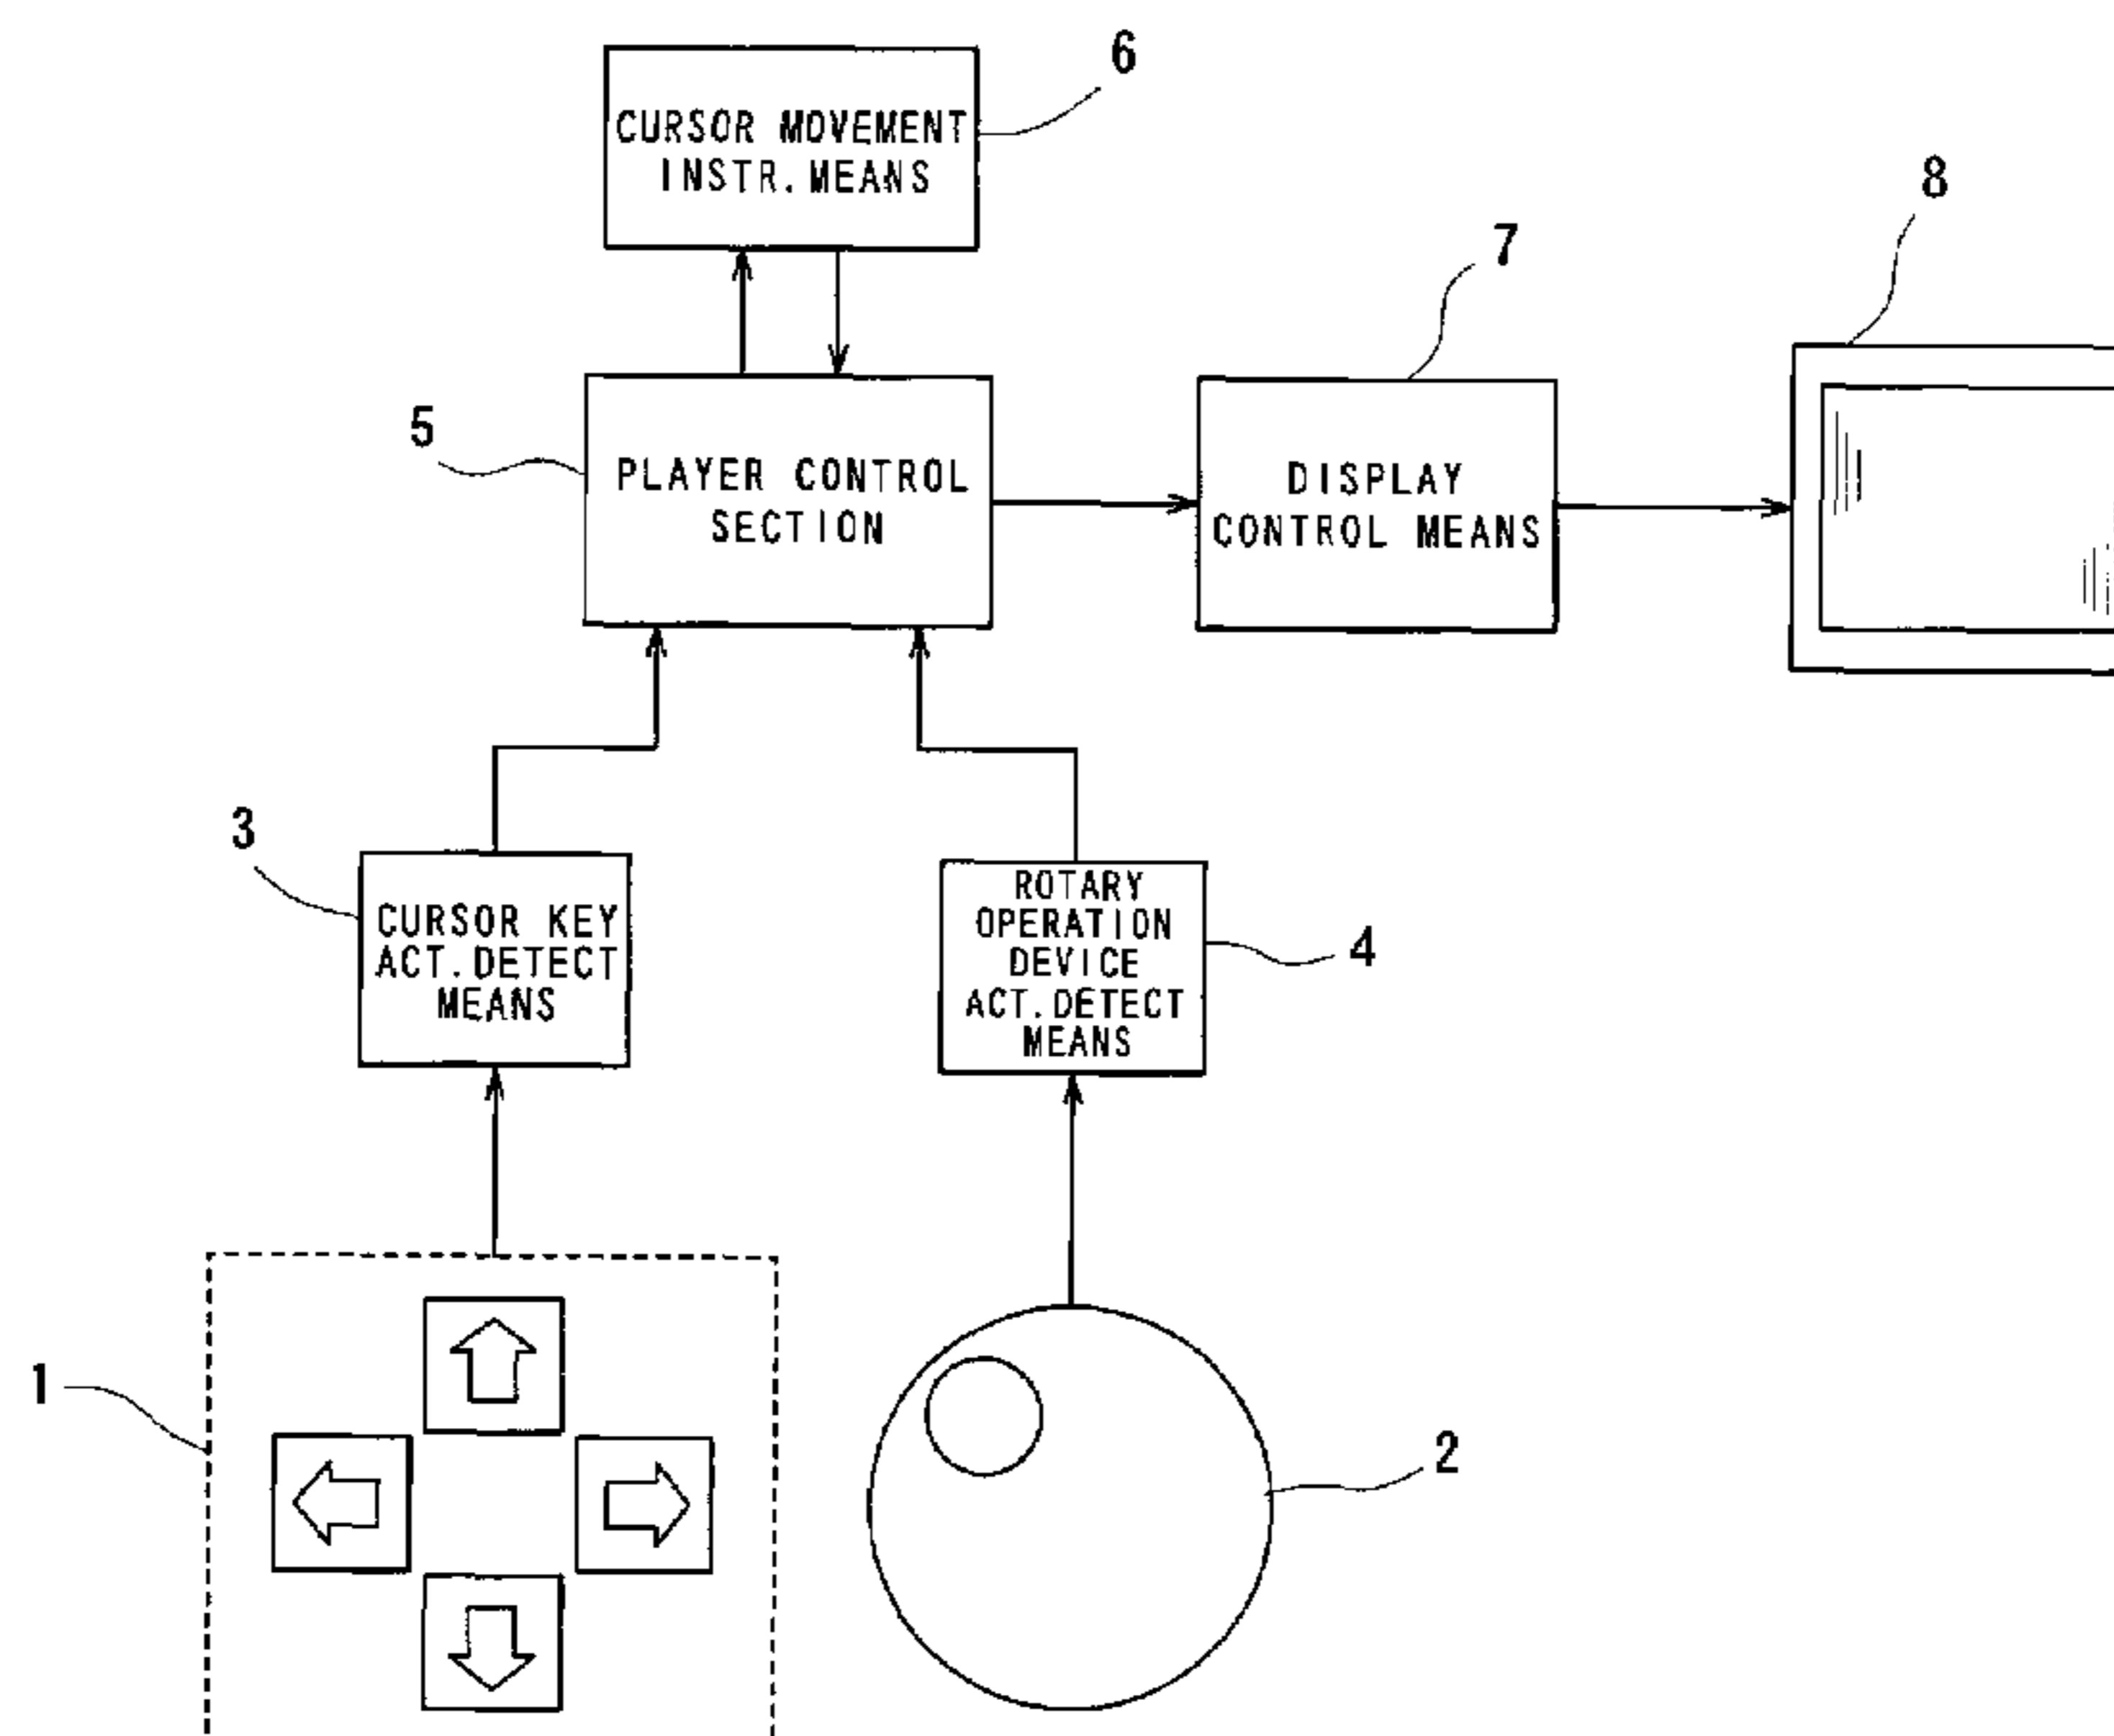 6
CURSOR MOVEMENT
INSTR. MEANS
8
7
5
PLAYER CONTROL
SECTION
DISPLAY
CONTROL MEANS
3
CURSOR KEY
ACT. DETECT
MEANS
ROTARY
OPERATION
DEVICE
ACT. DETECT
MEANS
4
1
2